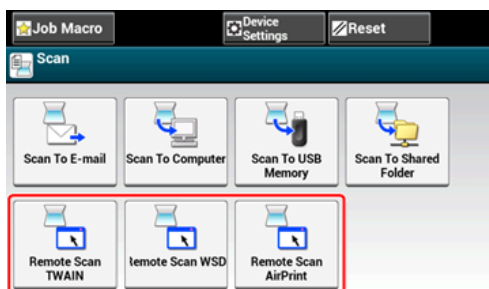 Job Macro
Device
Settings
Reset
Scan
Scan To E-mail
Scan To Computer
Scan To USB
Memory
Scan To Shared
Folder
Remote Scan
TWAIN
Remote Scan WSD
Remote Scan
AirPrint